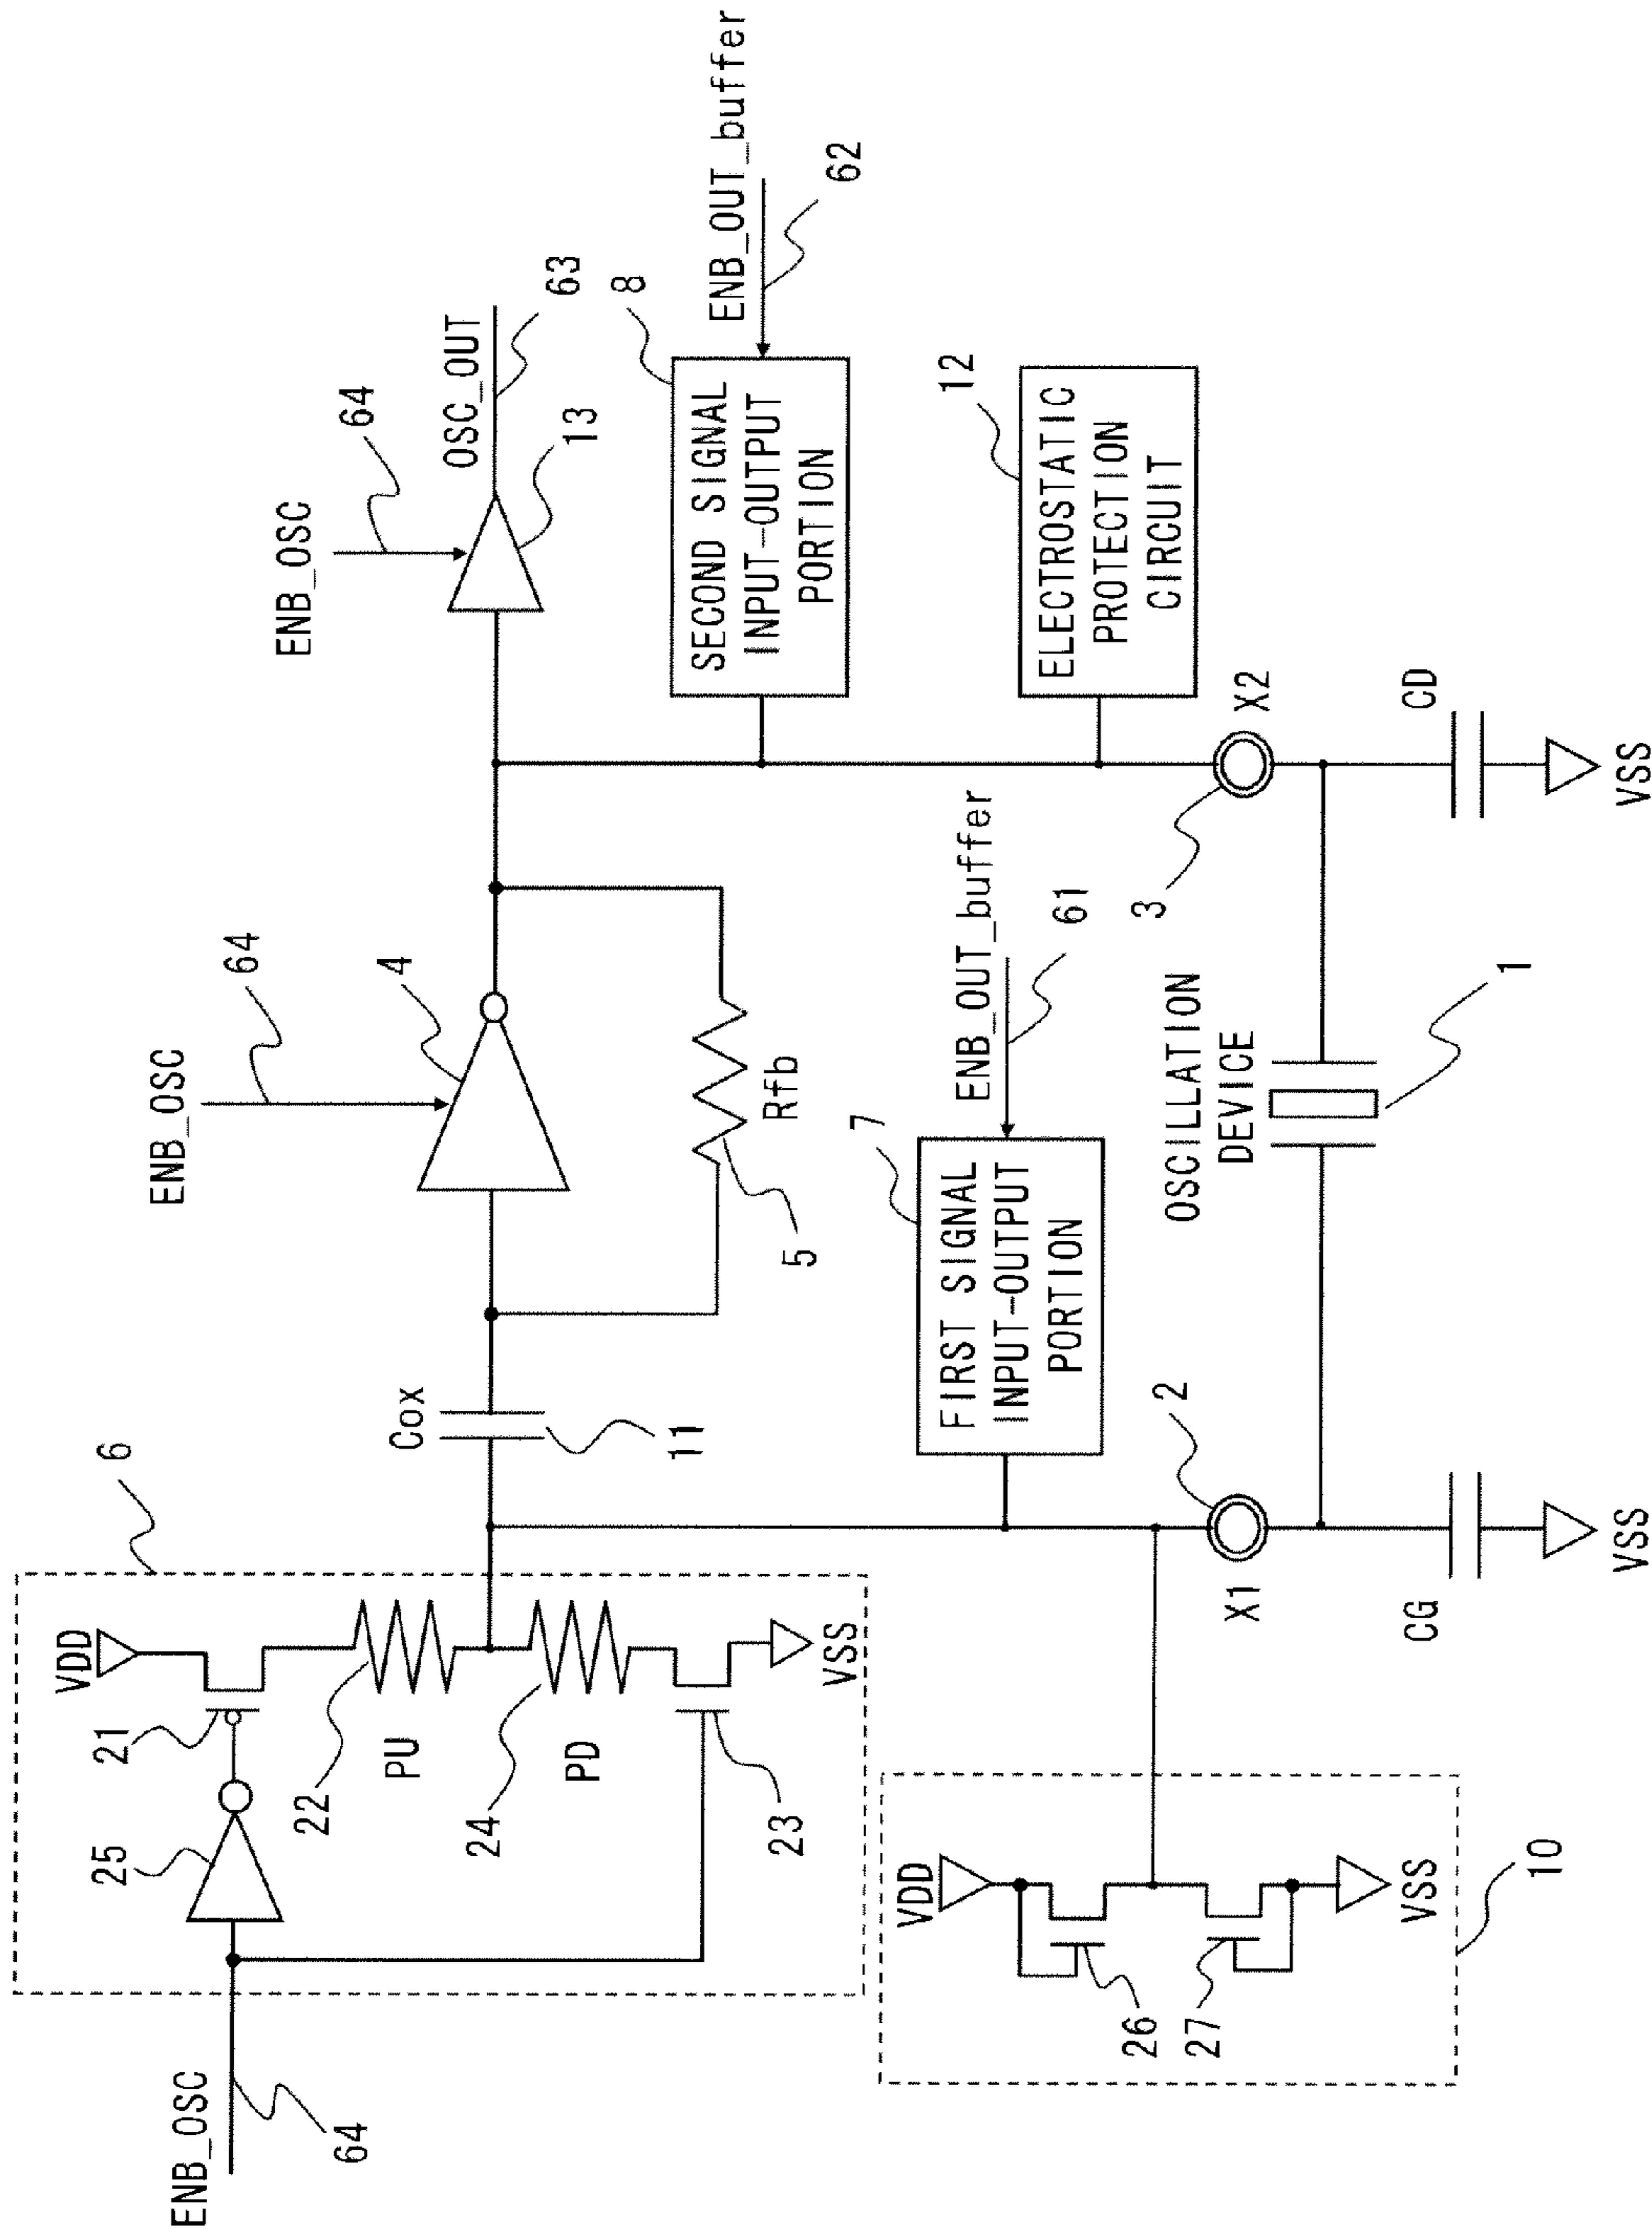 ENB_OSC
64
25
VDD
21
22
PU
24
PD
23
VSS
6
Cox
11
ENB_OSC
64
4
Rfb
5
ENB_OSC
64
OSC_OUT
63
13
8
SECOND SIGNAL
INPUT-OUTPUT
PORTION
ENB_OUT_buffer
62
7
FIRST SIGNAL
INPUT-OUTPUT
PORTION
ENB_OUT_buffer
61
12
ELECTROSTATIC
PROTECTION
CIRCUIT
VDD
26
27
VSS
10
X1
2
CG
VSS
OSCILLATION
DEVICE
1
3
X2
CD
VSS